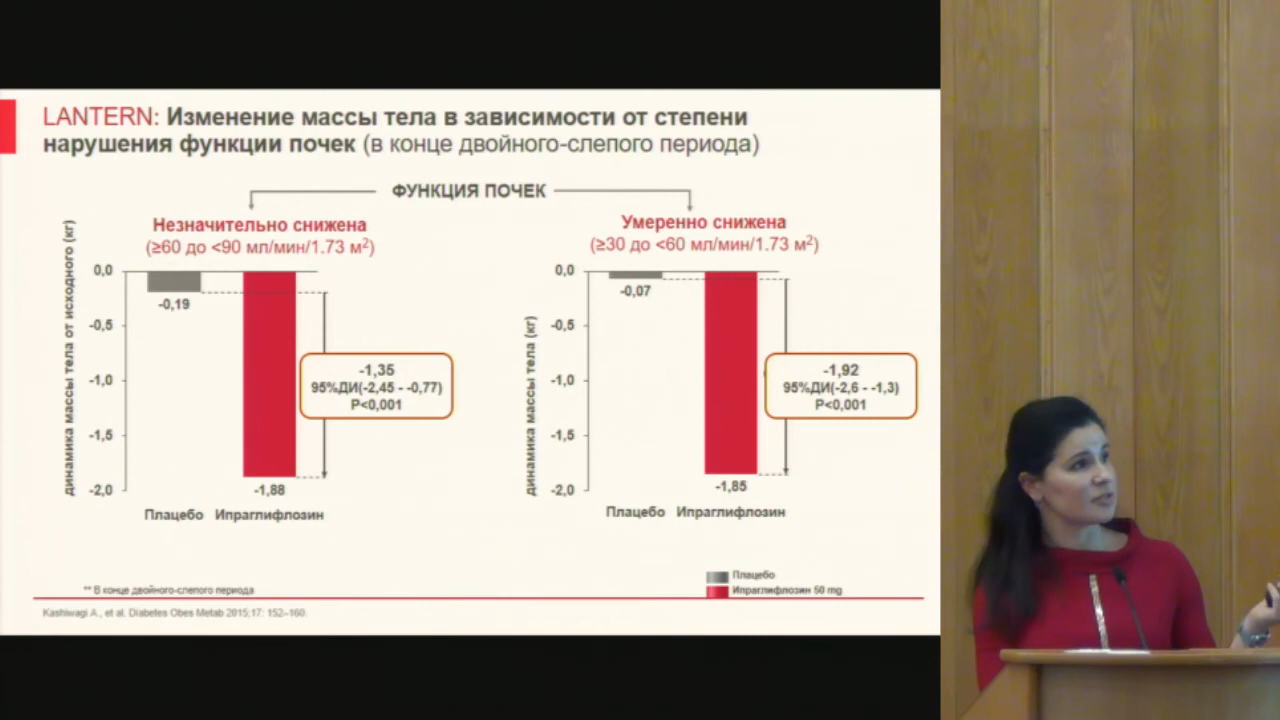 LANTERN: Изменение массы тела в зависимости от степени
нарушения функции почек (в конце двойного-слепого периода)
ФУНКЦИЯ ПОЧЕК
Незначительно снижена
(≥60 до <90 мл/мин/1.73 м²)
динамика массы тела от исходного (кг)
0,0
-0,5
-1,0
-1,5
-2,0
-0,19
-1,88
-1,35
95%ДИ(-2,45 - -0,77)
P<0,001
Плацебо Ипраглифлозин
Умеренно снижена
(≥30 до <60 мл/мин/1.73 м²)
динамика массы тела (кг)
0,0
-0,5
-1,0
-1,5
-2,0
-0,07
-1,85
-1,92
95%ДИ(-2,6 - -1,3)
P<0,001
Плацебо Ипраглифлозин
** В конце двойного-слепого периода
Плацебо
Ипраглифлозин 50 mg
Kashiwagi A., et al. Diabetes Obes Metab 2015;17: 152–160.